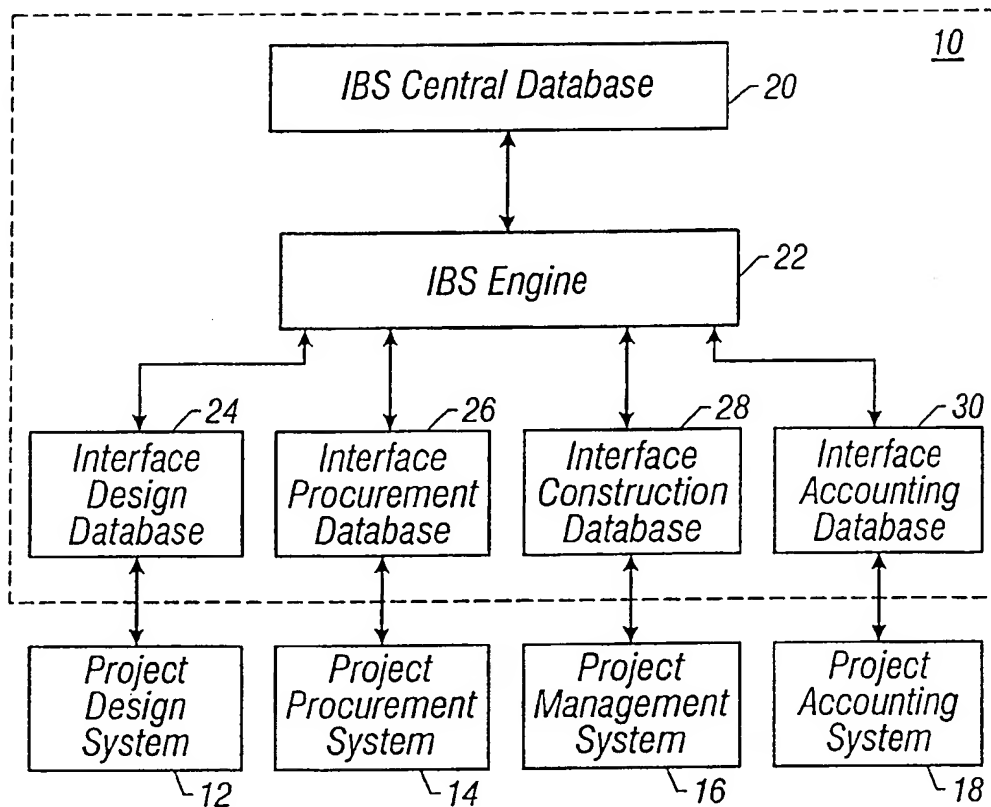 10
IBS Central Database
20
IBS Engine
22
24
26
28
30
Interface
Design
Database
Interface
Procurement
Database
Interface
Construction
Database
Interface
Accounting
Database
Project
Design
System
Project
Procurement
System
Project
Management
System
Project
Accounting
System
12
14
16
18